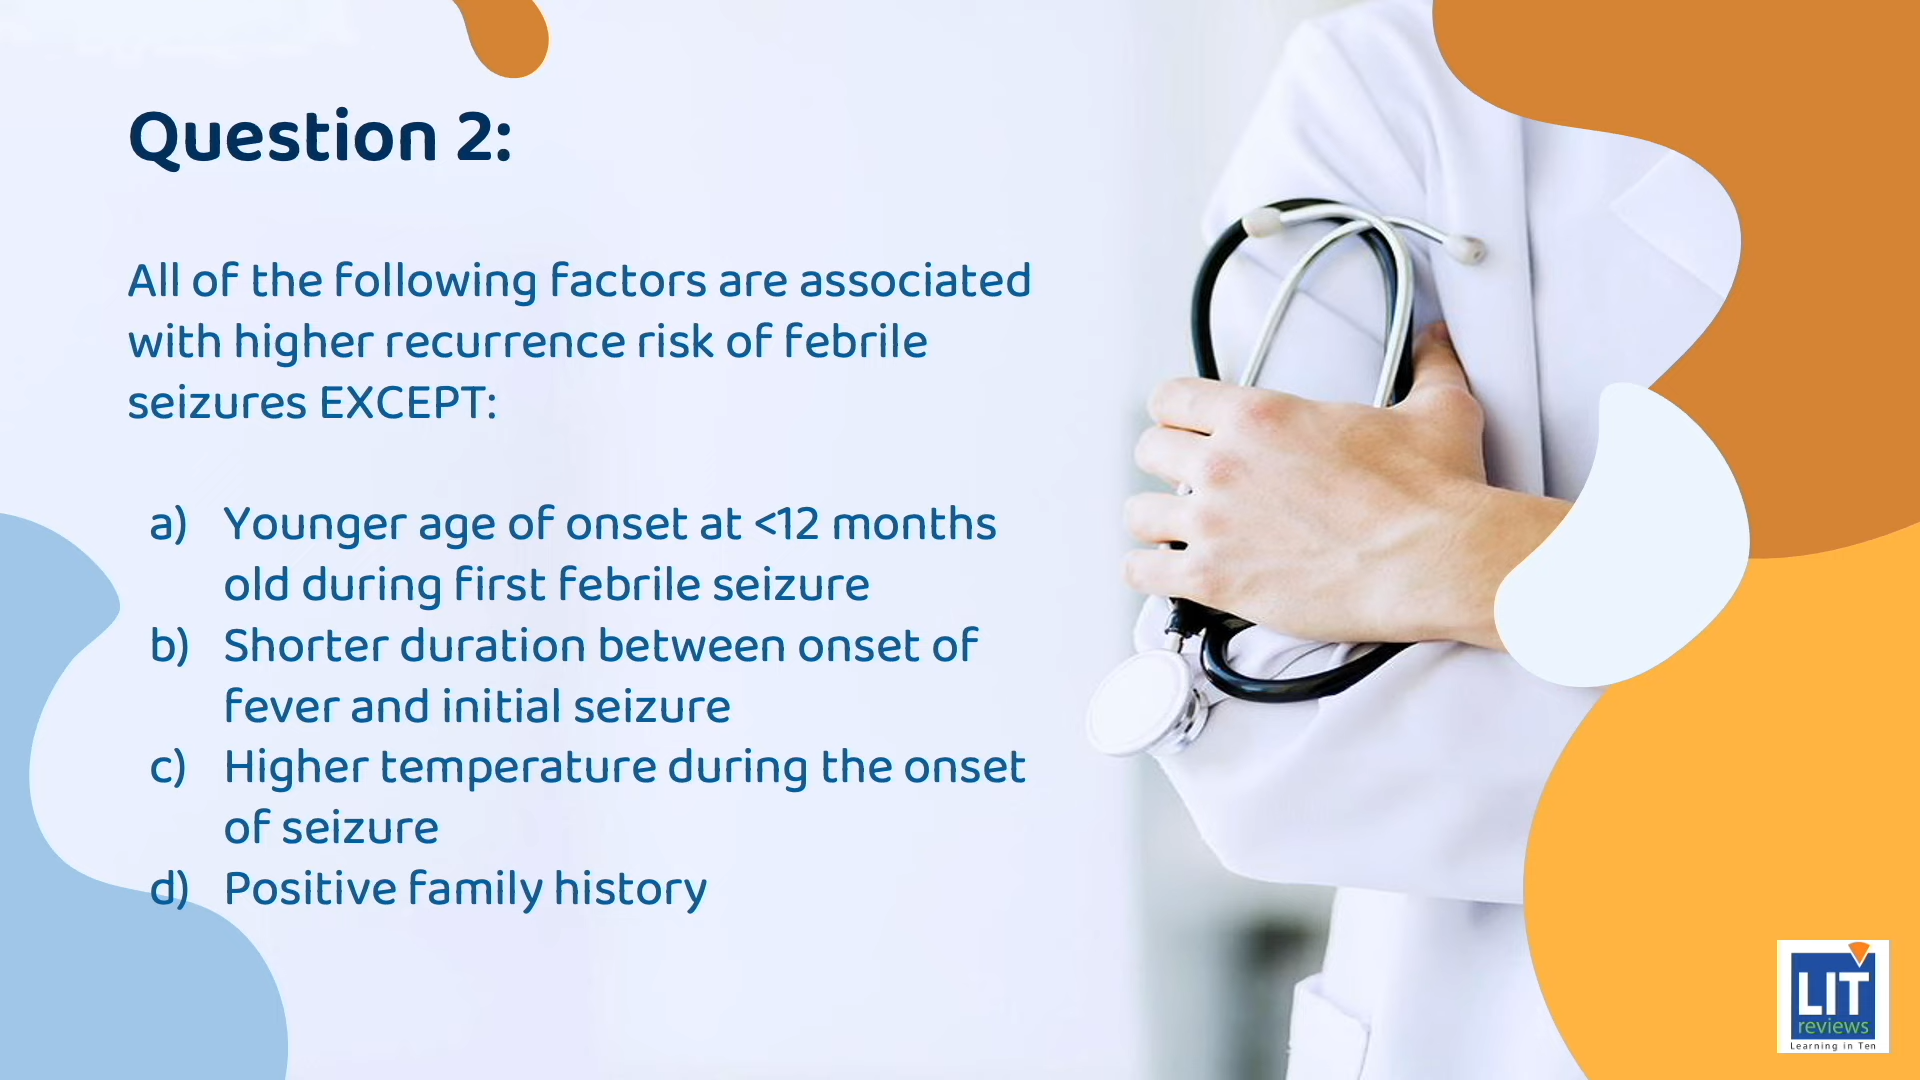 Question 2:
All of the following factors are associated
with higher recurrence risk of febrile
seizures EXCEPT:
a) Younger age of onset at <12 months
old during first febrile seizure
b) Shorter duration between onset of
fever and initial seizure
c) Higher temperature during the onset
of seizure
d) Positive family history
LIT
reviews
Learning in Ten